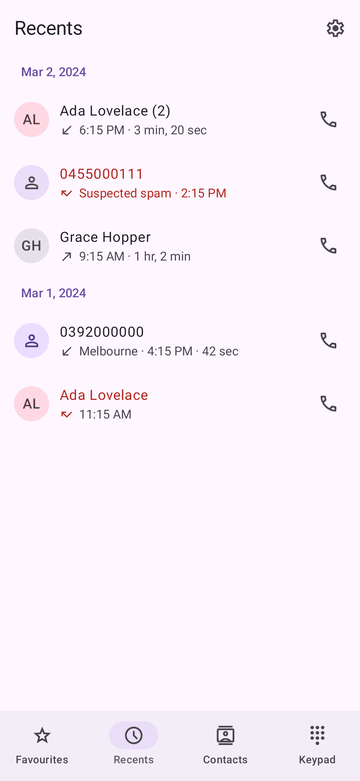 Recents
Mar 2, 2024
AL
Ada Lovelace (2)
6:15 PM · 3 min, 20 sec
0455000111
Suspected spam · 2:15 PM
GH
Grace Hopper
9:15 AM · 1 hr, 2 min
Mar 1, 2024
0392000000
Melbourne · 4:15 PM · 42 sec
AL
Ada Lovelace
11:15 AM
Favourites
Recents
Contacts
Keypad